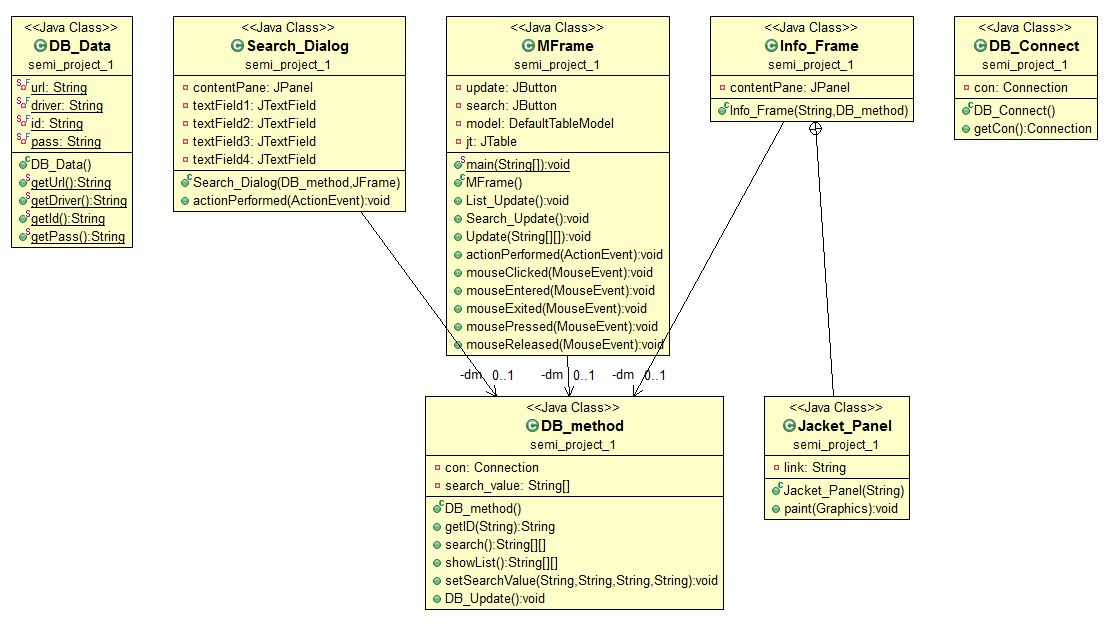 <<Java Class>>
DB_Data
semi_project_1
url: String
driver: String
id: String
pass: String
DB_Data()
getUrl():String
getDriver():String
getId():String
getPass():String
<<Java Class>>
Search_Dialog
semi_project_1
contentPane: JPanel
textField1: JTextField
textField2: JTextField
textField3: JTextField
textField4: JTextField
Search_Dialog(DB_method,JFrame)
actionPerformed(ActionEvent):void
<<Java Class>>
MFrame
semi_project_1
update: JButton
search: JButton
model: DefaultTableModel
jt: JTable
main(String[]):void
MFrame()
List_Update():void
Search_Update():void
Update(String[][]):void
actionPerformed(ActionEvent):void
mouseClicked(MouseEvent):void
mouseEntered(MouseEvent):void
mouseExited(MouseEvent):void
mousePressed(MouseEvent):void
mouseReleased(MouseEvent):void
<<Java Class>>
Info_Frame
semi_project_1
contentPane: JPanel
Info_Frame(String,DB_method)
<<Java Class>>
DB_Connect
semi_project_1
con: Connection
DB_Connect()
getCon():Connection
-dm 0..1
-dm 0..1
-dm 0..1
<<Java Class>>
DB_method
semi_project_1
con: Connection
search_value: String[]
DB_method()
getID(String):String
search():String[][]
showList():String[][]
setSearchValue(String,String,String,String):void
DB_Update():void
<<Java Class>>
Jacket_Panel
semi_project_1
link: String
Jacket_Panel(String)
paint(Graphics):void